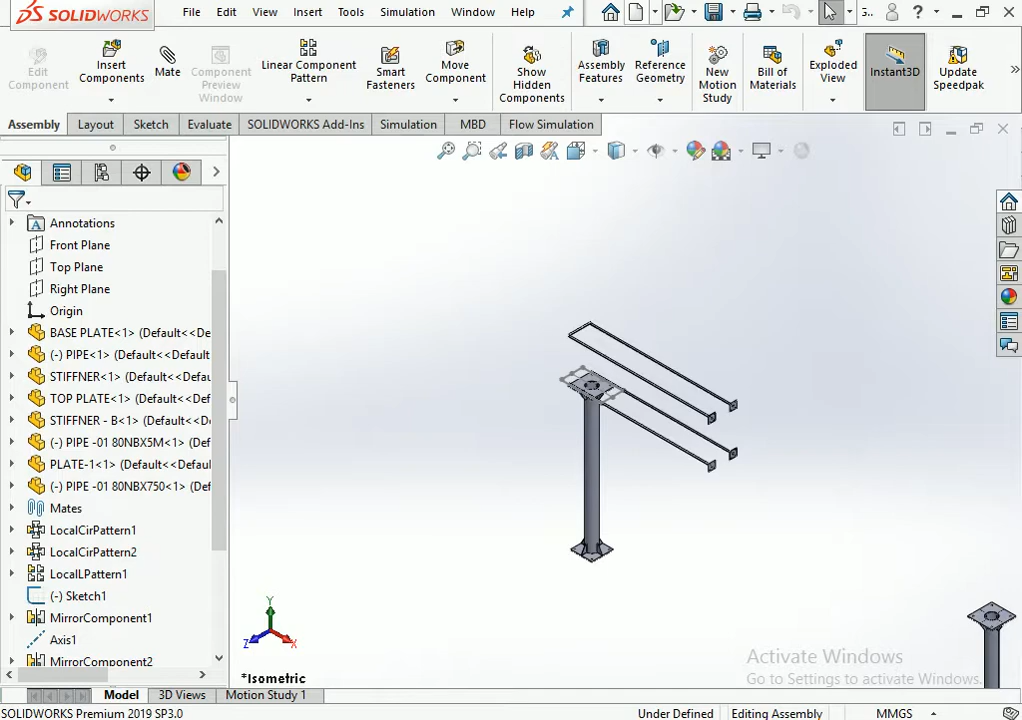 SOLIDWORKS File Edit View Insert Tools Simulation Window Help 5.. ?
Edit Component
Insert Components
Mate
Component Preview Window
Linear Component Pattern
Smart Fasteners
Move Component
Show Hidden Components
Assembly Features
Reference Geometry
New Motion Study
Bill of Materials
Exploded View
Instant3D
Update Speedpak
»
Assembly Layout Sketch Evaluate SOLIDWORKS Add-Ins Simulation MBD Flow Simulation
Annotations
Front Plane
Top Plane
Right Plane
Origin
BASE PLATE<1> (Default<<De
(-) PIPE<1> (Default<<Default
STIFFNER<1> (Default<<Defau
TOP PLATE<1> (Default<<Defa
STIFFNER - B<1> (Default<<D
(-) PIPE -01 80NBX5M<1> (Def
PLATE-1<1> (Default<<Default
(-) PIPE -01 80NBX750<1> (Def
Mates
LocalCirPattern1
LocalCirPattern2
LocalLPattern1
(-) Sketch1
MirrorComponent1
Axis1
MirrorComponent2
Y
Z
X
*Isometric
Activate Windows
Go to Settings to activate Windows.
Model 3D Views Motion Study 1
SOLIDWORKS Premium 2019 SP3.0 Under Defined Editing Assembly MMGS